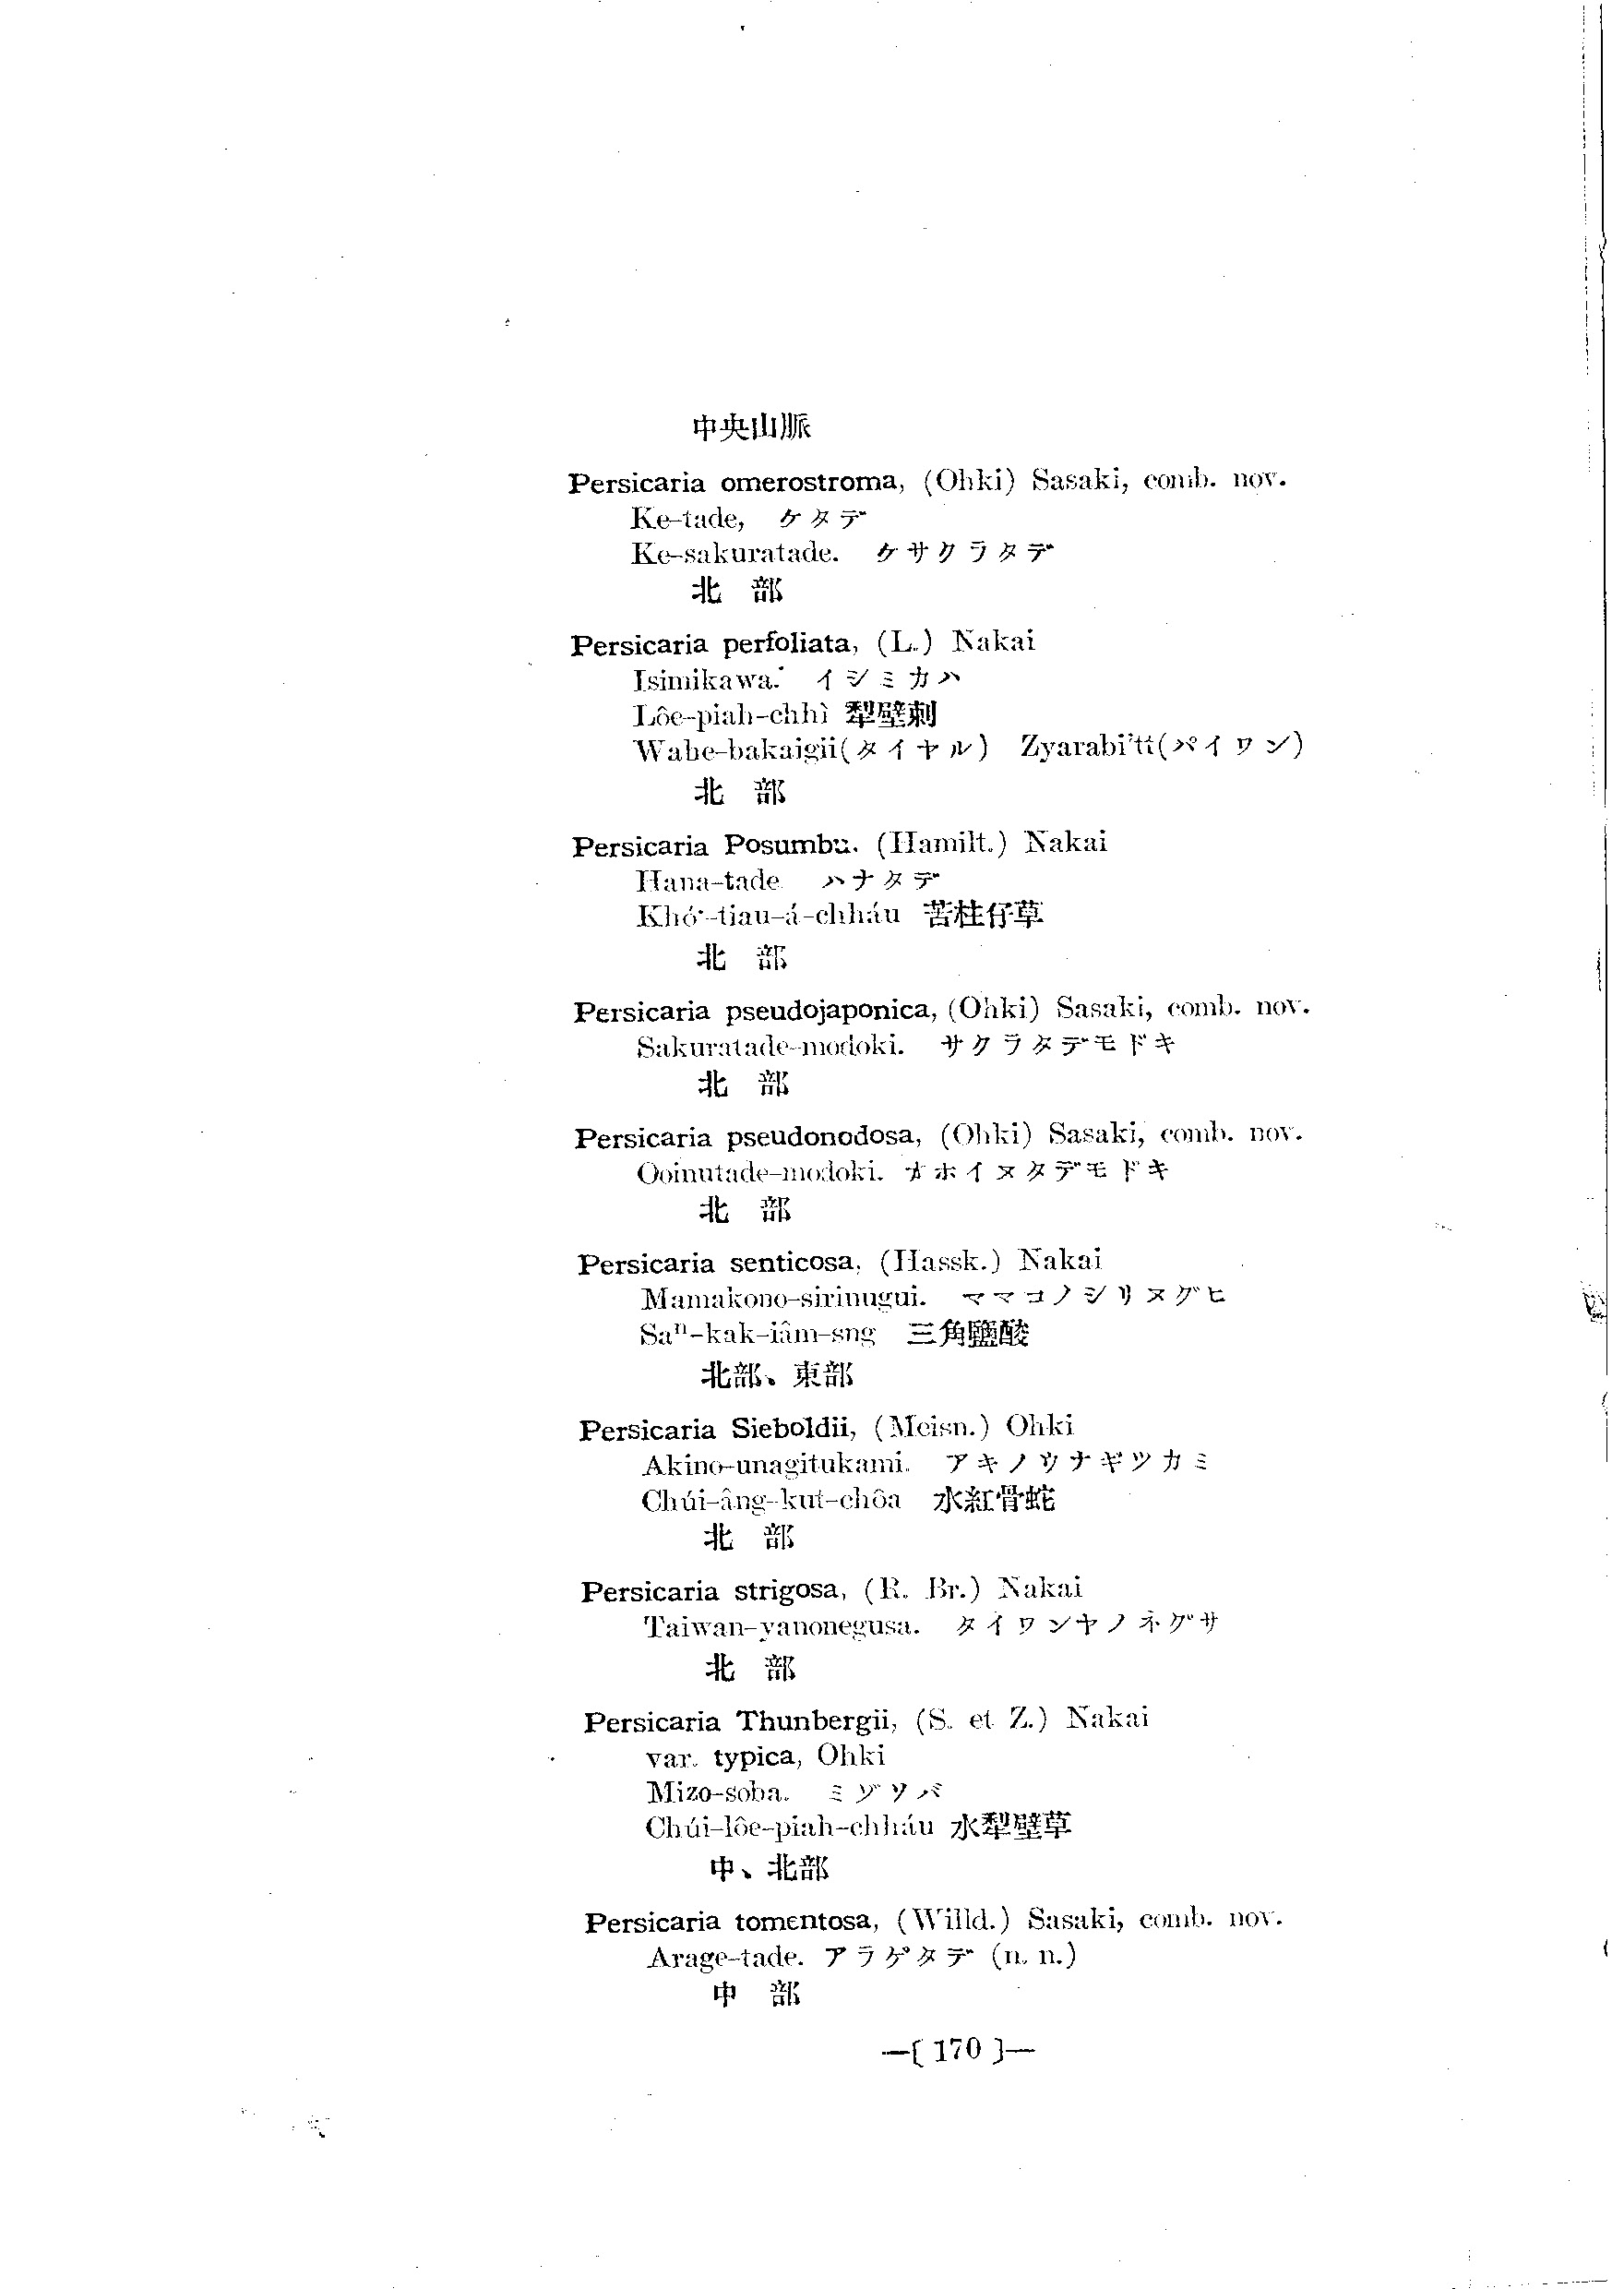 中央山脈
Persicaria omerostroma, (Ohki) Sasaki, comb. nov.
Ke-tade, ケタデ
Ke-sakuratade. ケサクラタデ
北 部
Persicaria perfoliata, (L.) Nakai
Isimikawa. イシミカハ
Lôe-piah-chhì 犂壁刺
Wabe-bakaigii(タイヤル) Zyarabi'tt(パイワン)
北 部
Persicaria Posumbu. (Hamilt.) Nakai
Hana-tade ハナタデ
Khó·-tiau-á-chháu 苦柱仔草
北 部
Persicaria pseudojaponica, (Ohki) Sasaki, comb. nov.
Sakuratade-modoki. サクラタデモドキ
北 部
Persicaria pseudonodosa, (Ohki) Sasaki, comb. nov.
Ooinutade-modoki. オホイヌタデモドキ
北 部
Persicaria senticosa, (Hassk.) Nakai
Mamakono-sirinugui. ママコノシリヌグヒ
Saⁿ-kak-iâm-sng 三角鹽酸
北部、東部
Persicaria Sieboldii, (Meisn.) Ohki
Akino-unagitukami. アキノウナギツカミ
Chúi-âng-kut-chôa 水紅骨蛇
北 部
Persicaria strigosa, (R. Br.) Nakai
Taiwan-yanonegusa. タイワンヤノネグサ
北 部
Persicaria Thunbergii, (S. et Z.) Nakai
var. typica, Ohki
Mizo-soba. ミゾソバ
Chúi-lôe-piah-chháu 水犂壁草
中、北部
Persicaria tomentosa, (Willd.) Sasaki, comb. nov.
Arage-tade. アラゲタデ (n. n.)
中 部
—[ 170 ]—